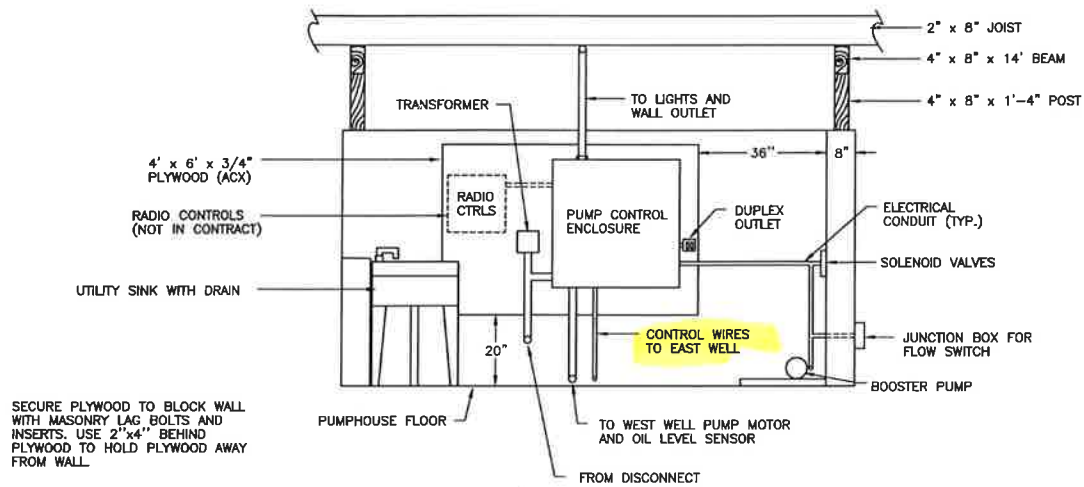 2" x 8" JOIST
4" x 8" x 14' BEAM
4" x 8" x 1'-4" POST
TRANSFORMER
TO LIGHTS AND
WALL OUTLET
36"
8"
4' x 6' x 3/4"
PLYWOOD (ACX)
RADIO
CTRLS
RADIO CONTROLS
(NOT IN CONTRACT)
PUMP CONTROL
ENCLOSURE
DUPLEX
OUTLET
ELECTRICAL
CONDUIT (TYP.)
SOLENOID VALVES
UTILITY SINK WITH DRAIN
20"
CONTROL WIRES
TO EAST WELL
JUNCTION BOX FOR
FLOW SWITCH
BOOSTER PUMP
PUMPHOUSE FLOOR
TO WEST WELL PUMP MOTOR
AND OIL LEVEL SENSOR
FROM DISCONNECT
SECURE PLYWOOD TO BLOCK WALL
WITH MASONRY LAG BOLTS AND
INSERTS. USE 2"x4" BEHIND
PLYWOOD TO HOLD PLYWOOD AWAY
FROM WALL